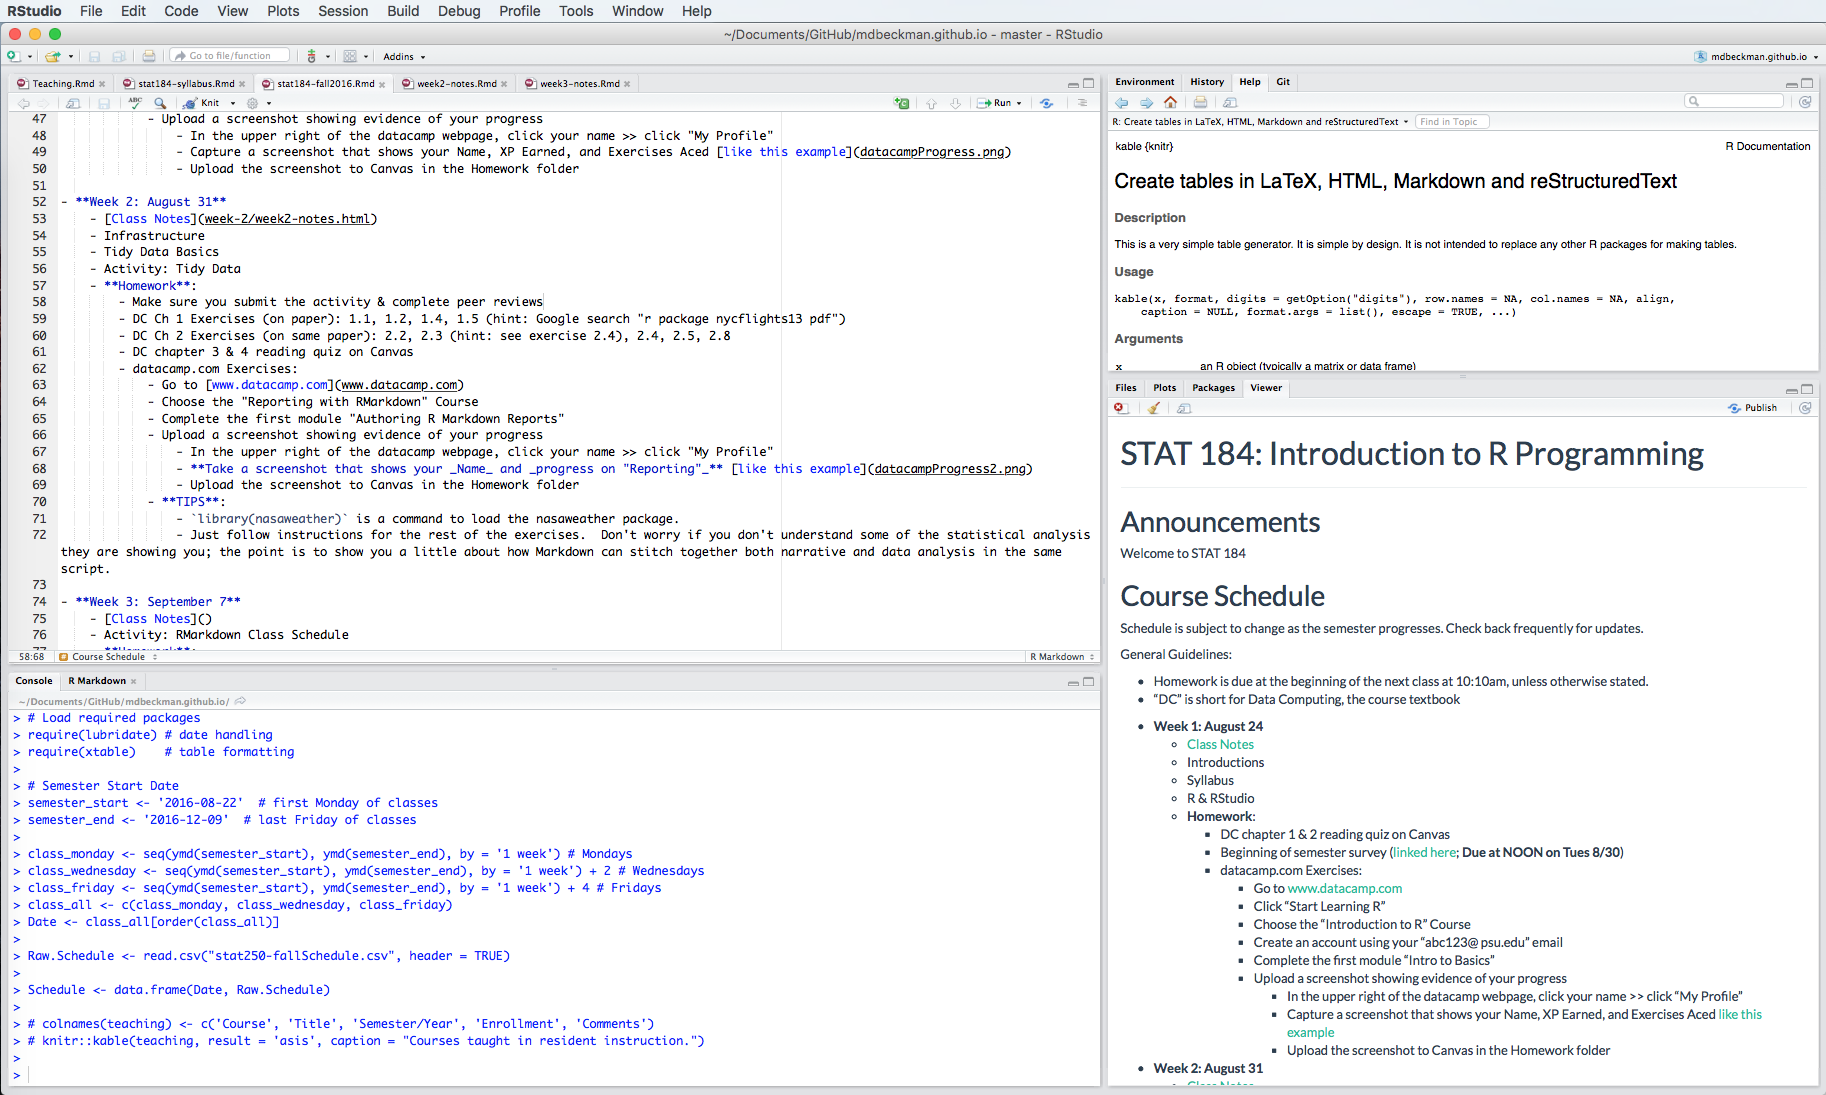 RStudio File Edit Code View Plots Session Build Debug Profile Tools Window Help
~/Documents/GitHub/mdbeckman.github.io - master - RStudio
Go to file/function Addins mdbeckman.github.io
Teaching.Rmd stat184-syllabus.Rmd stat184-fall2016.Rmd week2-notes.Rmd week3-notes.Rmd
ABC Knit Run
47 - Upload a screenshot showing evidence of your progress
48 - In the upper right of the datacamp webpage, click your name >> click "My Profile"
49 - Capture a screenshot that shows your Name, XP Earned, and Exercises Aced [like this example](datacampProgress.png)
50 - Upload the screenshot to Canvas in the Homework folder
51
52 - **Week 2: August 31**
53 - [Class Notes](week-2/week2-notes.html)
54 - Infrastructure
55 - Tidy Data Basics
56 - Activity: Tidy Data
57 - **Homework**:
58 - Make sure you submit the activity & complete peer reviews
59 - DC Ch 1 Exercises (on paper): 1.1, 1.2, 1.4, 1.5 (hint: Google search "r package nycflights13 pdf")
60 - DC Ch 2 Exercises (on same paper): 2.2, 2.3 (hint: see exercise 2.4), 2.4, 2.5, 2.8
61 - DC chapter 3 & 4 reading quiz on Canvas
62 - datacamp.com Exercises:
63 - Go to [www.datacamp.com](www.datacamp.com)
64 - Choose the "Reporting with RMarkdown" Course
65 - Complete the first module "Authoring R Markdown Reports"
66 - Upload a screenshot showing evidence of your progress
67 - In the upper right of the datacamp webpage, click your name >> click "My Profile"
68 - **Take a screenshot that shows your _Name_ and _progress on "Reporting"_** [like this example](datacampProgress2.png)
69 - Upload the screenshot to Canvas in the Homework folder
70 - **TIPS**:
71 - `library(nasaweather)` is a command to load the nasaweather package.
72 - Just follow instructions for the rest of the exercises. Don't worry if you don't understand some of the statistical analysis
they are showing you; the point is to show you a little about how Markdown can stitch together both narrative and data analysis in the same
script.
73
74 - **Week 3: September 7**
75 - [Class Notes]()
76 - Activity: RMarkdown Class Schedule
77 - **Homework**:
58:68 # Course Schedule R Markdown
Console R Markdown
~/Documents/GitHub/mdbeckman.github.io/
> # Load required packages
> require(lubridate) # date handling
> require(xtable) # table formatting
>
> # Semester Start Date
> semester_start <- '2016-08-22' # first Monday of classes
> semester_end <- '2016-12-09' # last Friday of classes
>
> class_monday <- seq(ymd(semester_start), ymd(semester_end), by = '1 week') # Mondays
> class_wednesday <- seq(ymd(semester_start), ymd(semester_end), by = '1 week') + 2 # Wednesdays
> class_friday <- seq(ymd(semester_start), ymd(semester_end), by = '1 week') + 4 # Fridays
> class_all <- c(class_monday, class_wednesday, class_friday)
> Date <- class_all[order(class_all)]
>
> Raw.Schedule <- read.csv("stat250-fallSchedule.csv", header = TRUE)
>
> Schedule <- data.frame(Date, Raw.Schedule)
>
> # colnames(teaching) <- c('Course', 'Title', 'Semester/Year', 'Enrollment', 'Comments')
> # knitr::kable(teaching, result = 'asis', caption = "Courses taught in resident instruction.")
>
>
Environment History Help Git
R: Create tables in LaTeX, HTML, Markdown and reStructuredText Find in Topic
kable {knitr} R Documentation
Create tables in LaTeX, HTML, Markdown and reStructuredText
Description
This is a very simple table generator. It is simple by design. It is not intended to replace any other R packages for making tables.
Usage
kable(x, format, digits = getOption("digits"), row.names = NA, col.names = NA, align,
caption = NULL, format.args = list(), escape = TRUE, ...)
Arguments
x an R object (typically a matrix or data frame)
Files Plots Packages Viewer
Publish
STAT 184: Introduction to R Programming
Announcements
Welcome to STAT 184
Course Schedule
Schedule is subject to change as the semester progresses. Check back frequently for updates.
General Guidelines:
• Homework is due at the beginning of the next class at 10:10am, unless otherwise stated.
• “DC” is short for Data Computing, the course textbook
• Week 1: August 24
◦ Class Notes
◦ Introductions
◦ Syllabus
◦ R & RStudio
◦ Homework:
▪ DC chapter 1 & 2 reading quiz on Canvas
▪ Beginning of semester survey (linked here; Due at NOON on Tues 8/30)
▪ datacamp.com Exercises:
▪ Go to www.datacamp.com
▪ Click “Start Learning R”
▪ Choose the “Introduction to R” Course
▪ Create an account using your “abc123@psu.edu” email
▪ Complete the first module “Intro to Basics”
▪ Upload a screenshot showing evidence of your progress
▪ In the upper right of the datacamp webpage, click your name >> click “My Profile”
▪ Capture a screenshot that shows your Name, XP Earned, and Exercises Aced like this
example
▪ Upload the screenshot to Canvas in the Homework folder
• Week 2: August 31
◦ Class Notes